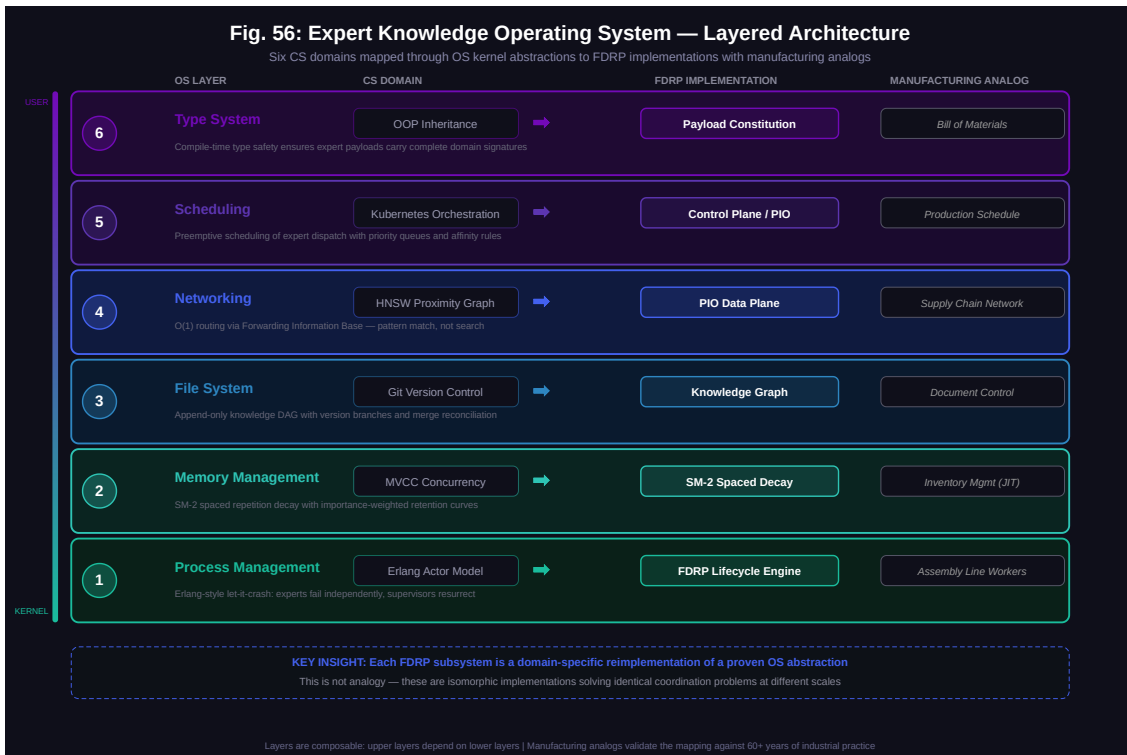 Fig. 56: Expert Knowledge Operating System — Layered Architecture
Six CS domains mapped through OS kernel abstractions to FDRP implementations with manufacturing analogs
OS LAYER CS DOMAIN FDRP IMPLEMENTATION MANUFACTURING ANALOG
USER
6 Type System OOP Inheritance Payload Constitution Bill of Materials
Compile-time type safety ensures expert payloads carry complete domain signatures
5 Scheduling Kubernetes Orchestration Control Plane / PIO Production Schedule
Preemptive scheduling of expert dispatch with priority queues and affinity rules
4 Networking HNSW Proximity Graph PIO Data Plane Supply Chain Network
O(1) routing via Forwarding Information Base — pattern match, not search
3 File System Git Version Control Knowledge Graph Document Control
Append-only knowledge DAG with version branches and merge reconciliation
2 Memory Management MVCC Concurrency SM-2 Spaced Decay Inventory Mgmt (JIT)
SM-2 spaced repetition decay with importance-weighted retention curves
1 Process Management Erlang Actor Model FDRP Lifecycle Engine Assembly Line Workers
Erlang-style let-it-crash: experts fail independently, supervisors resurrect
KERNEL
KEY INSIGHT: Each FDRP subsystem is a domain-specific reimplementation of a proven OS abstraction
This is not analogy — these are isomorphic implementations solving identical coordination problems at different scales
Layers are composable: upper layers depend on lower layers | Manufacturing analogs validate the mapping against 60+ years of industrial practice